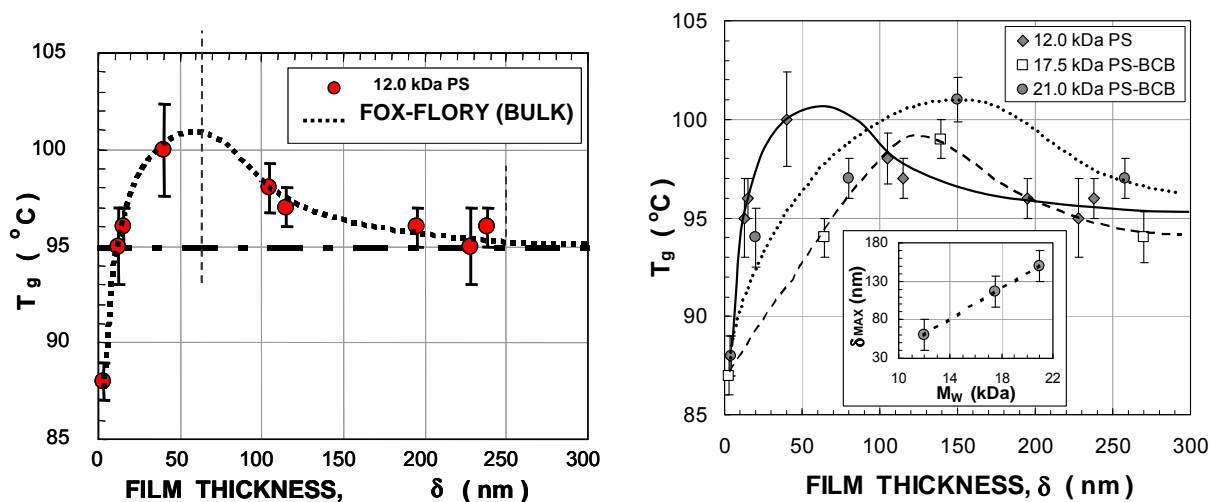 105
100
95
90
85
T g ( °C )
12.0 kDa PS
FOX-FLORY (BULK)
0 50 100 150 200 250 300
FILM THICKNESS, δ ( nm )
105
100
95
90
85
T g ( °C )
12.0 kDa PS
17.5 kDa PS-BCB
21.0 kDa PS-BCB
180
130
80
30
δMAX (nm)
10 14 18 22
MW (kDa)
0 50 100 150 200 250 300
FILM THICKNESS, δ ( nm )